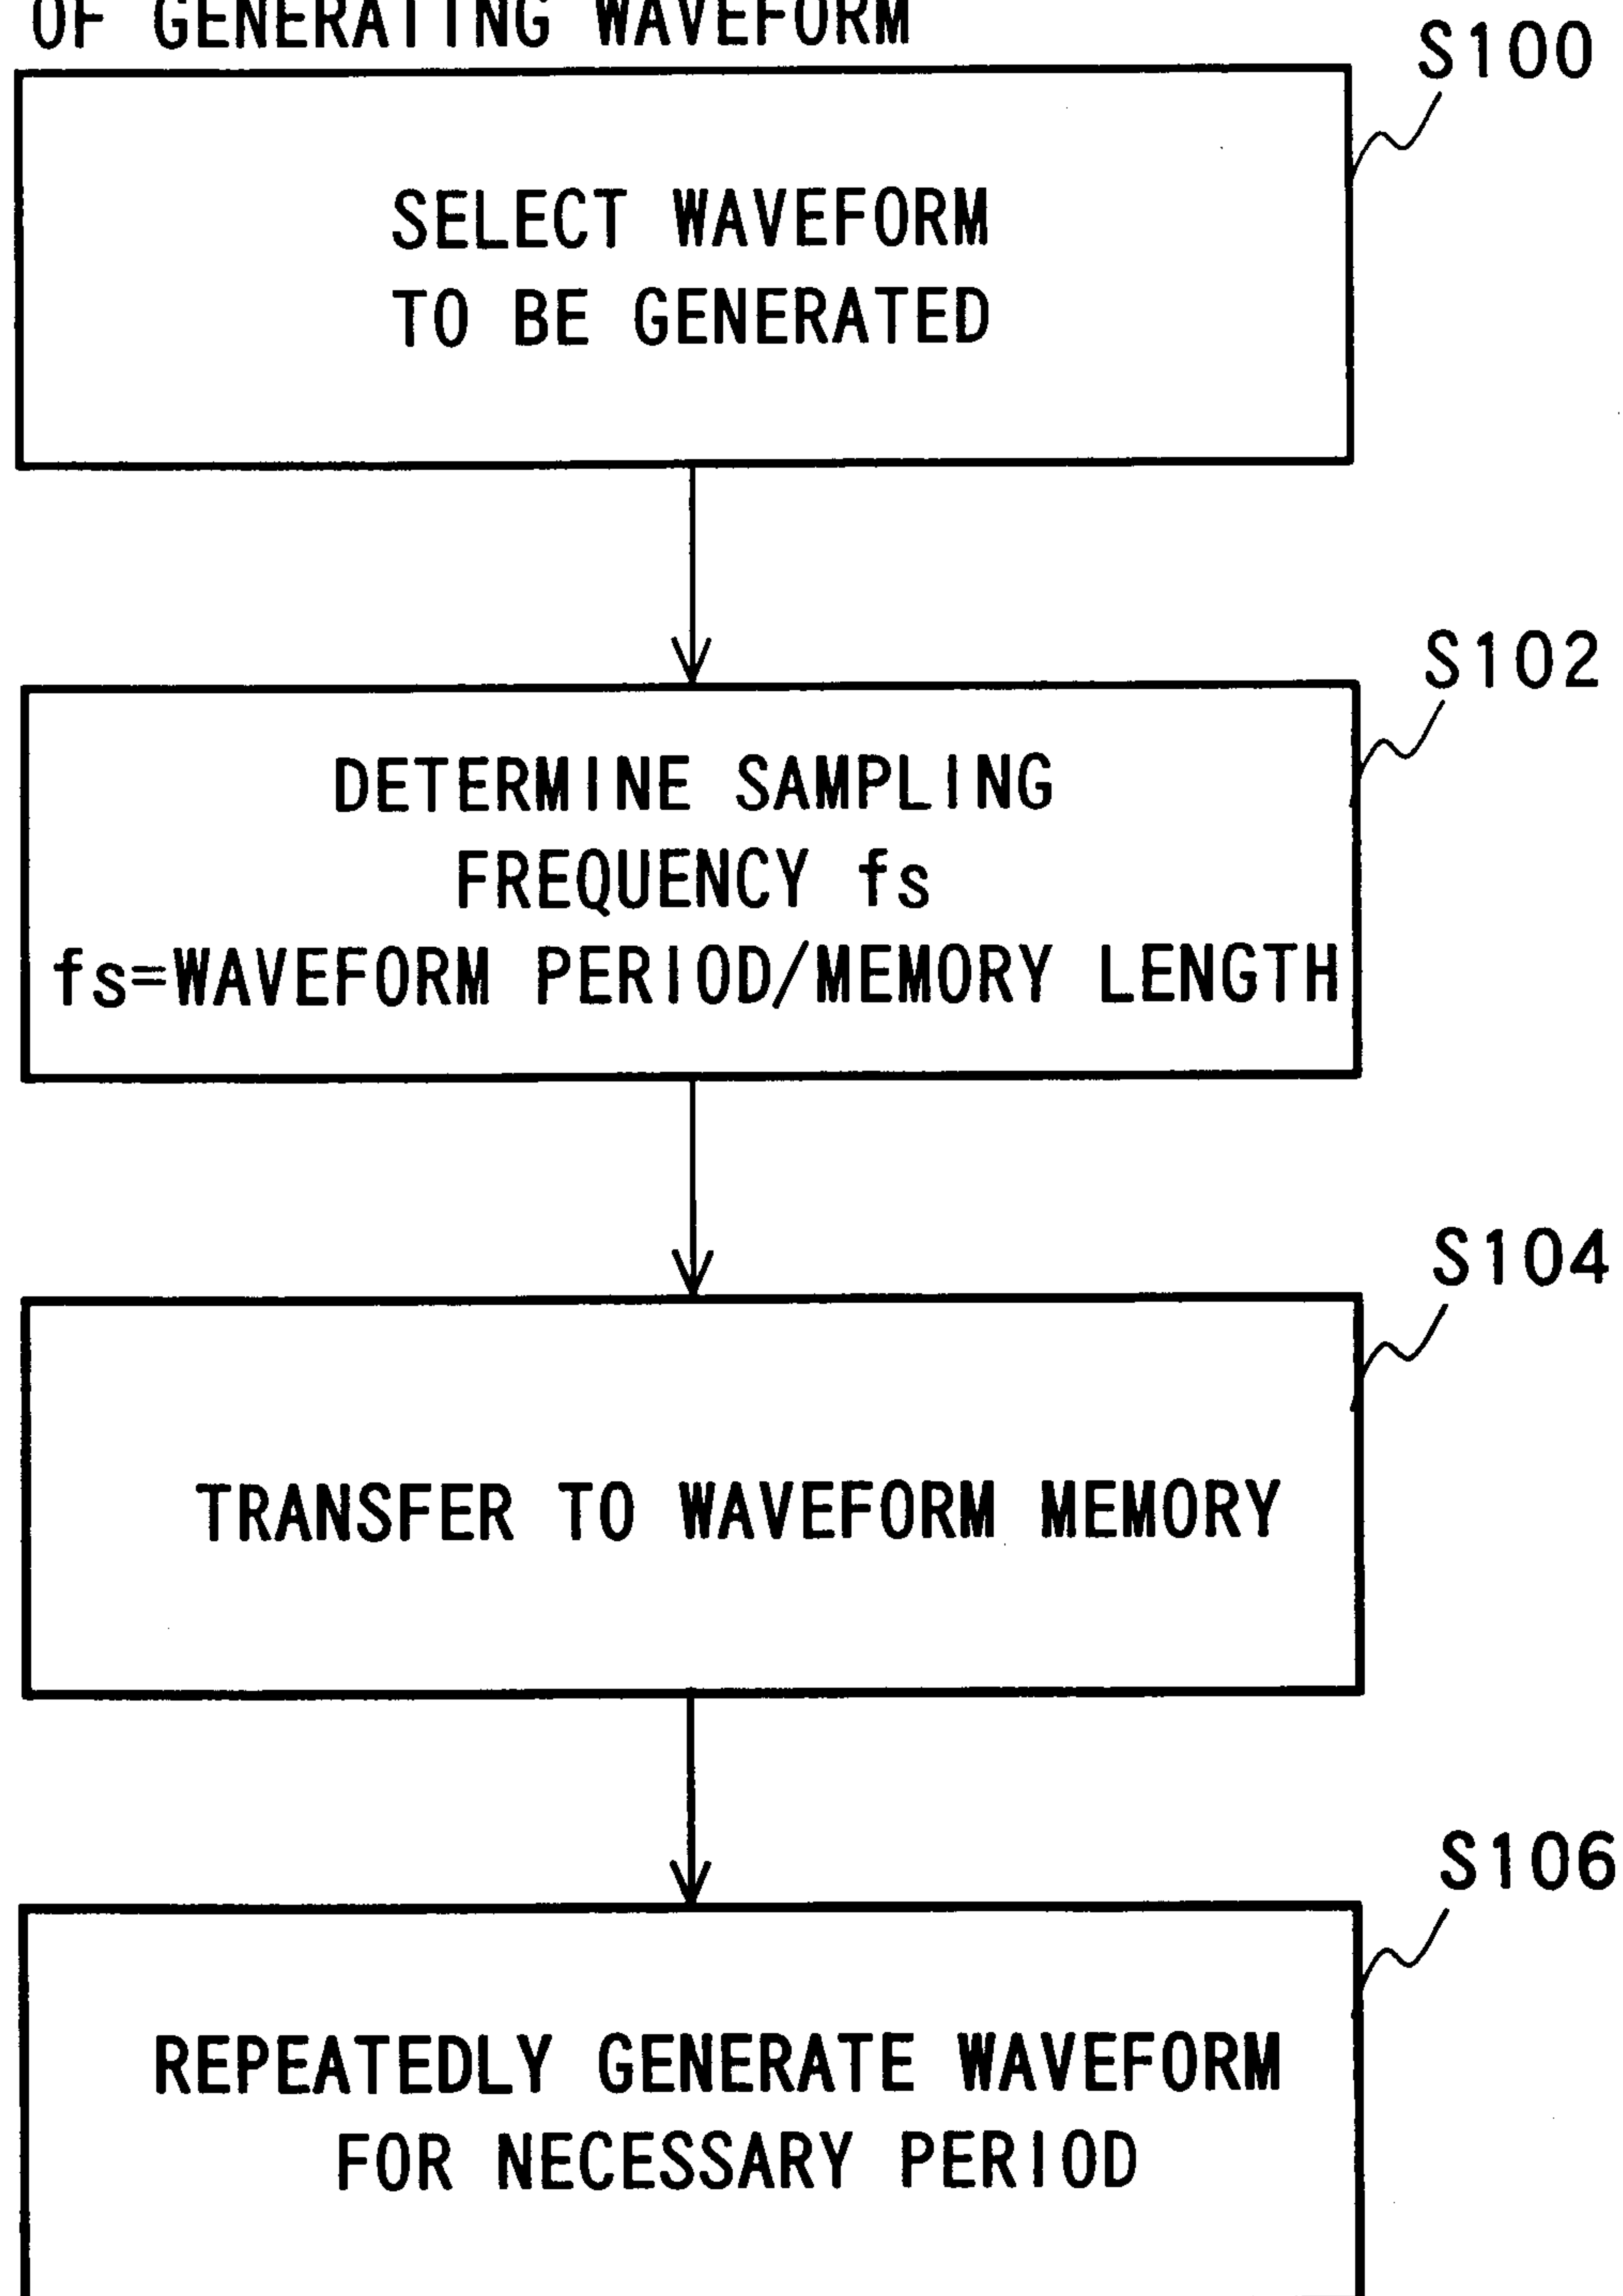 OF GENERATING WAVEFORM
S100
SELECT WAVEFORM
TO BE GENERATED
S102
DETERMINE SAMPLING
FREQUENCY fs
fs=WAVEFORM PERIOD/MEMORY LENGTH
S104
TRANSFER TO WAVEFORM MEMORY
S106
REPEATEDLY GENERATE WAVEFORM
FOR NECESSARY PERIOD